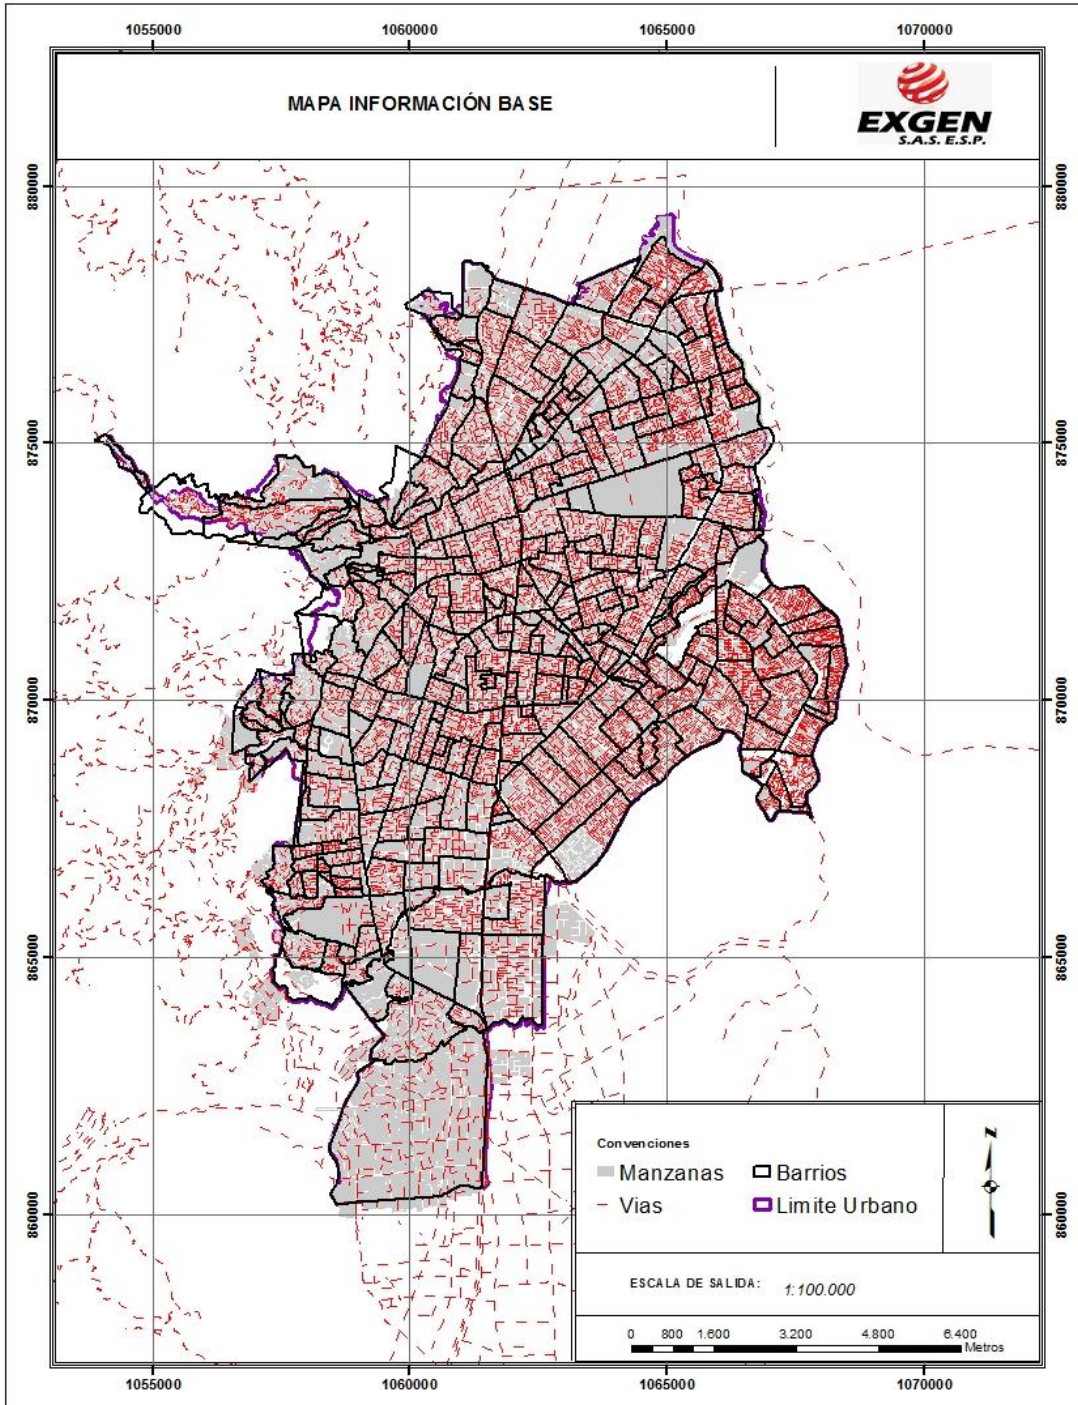 1055000 1060000 1065000 1070000
MAPA INFORMACIÓN BASE
EXGEN
S.A.S. E.S.P.
880000 880000
875000 875000
870000 870000
865000 865000
860000 860000
Convenciones
Manzanas Barrios
Vias Limite Urbano
N
ESCALA DE SALIDA: 1:100.000
0 800 1.600 3.200 4.800 6.400
Metros
1055000 1060000 1065000 1070000